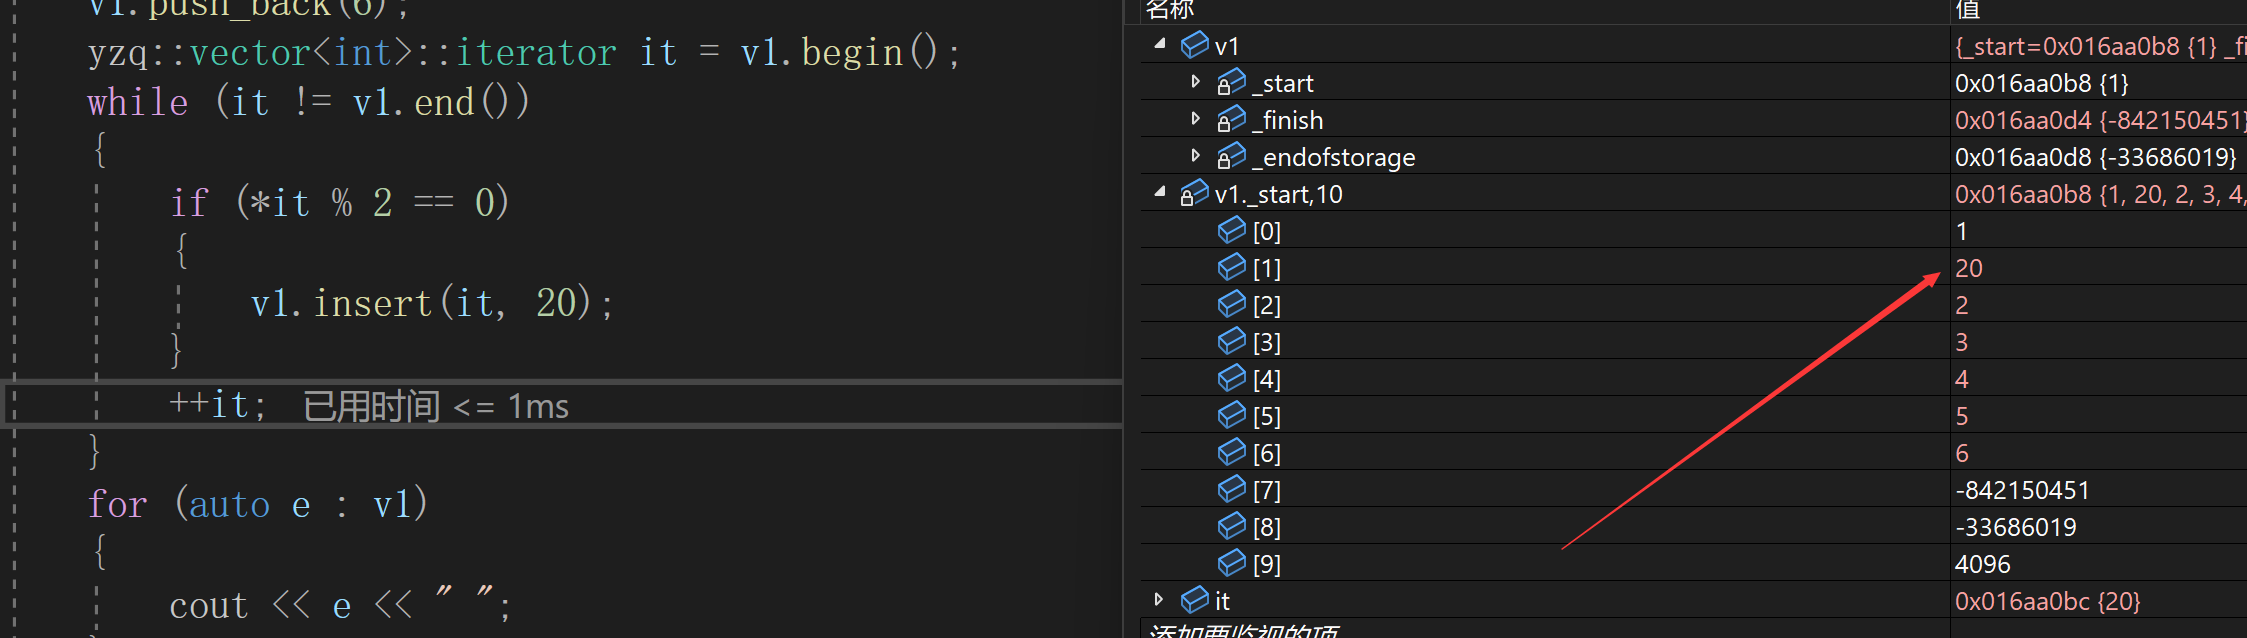 v1.push_back(6);
yzq::vector<int>::iterator it = v1.begin();
while (it != v1.end())
{
if (*it % 2 == 0)
{
v1.insert(it, 20);
}
++it; 已用时间 <= 1ms
}
for (auto e : v1)
{
cout << e << " ";
名称 值
v1 {_start=0x016aa0b8 {1} _fi
_start 0x016aa0b8 {1}
_finish 0x016aa0d4 {-842150451}
_endofstorage 0x016aa0d8 {-33686019}
v1._start,10 0x016aa0b8 {1, 20, 2, 3, 4,
[0] 1
[1] 20
[2] 2
[3] 3
[4] 4
[5] 5
[6] 6
[7] -842150451
[8] -33686019
[9] 4096
it 0x016aa0bc {20}
添加要监视的项